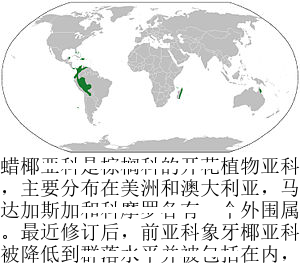 蜡椰亚科是棕榈科的开花植物亚科
，主要分布在美洲和澳大利亚，马
达加斯加和科摩罗各有一个外围属
。最近修订后，前亚科象牙椰亚科
被降低到群落水平并被包括在内，